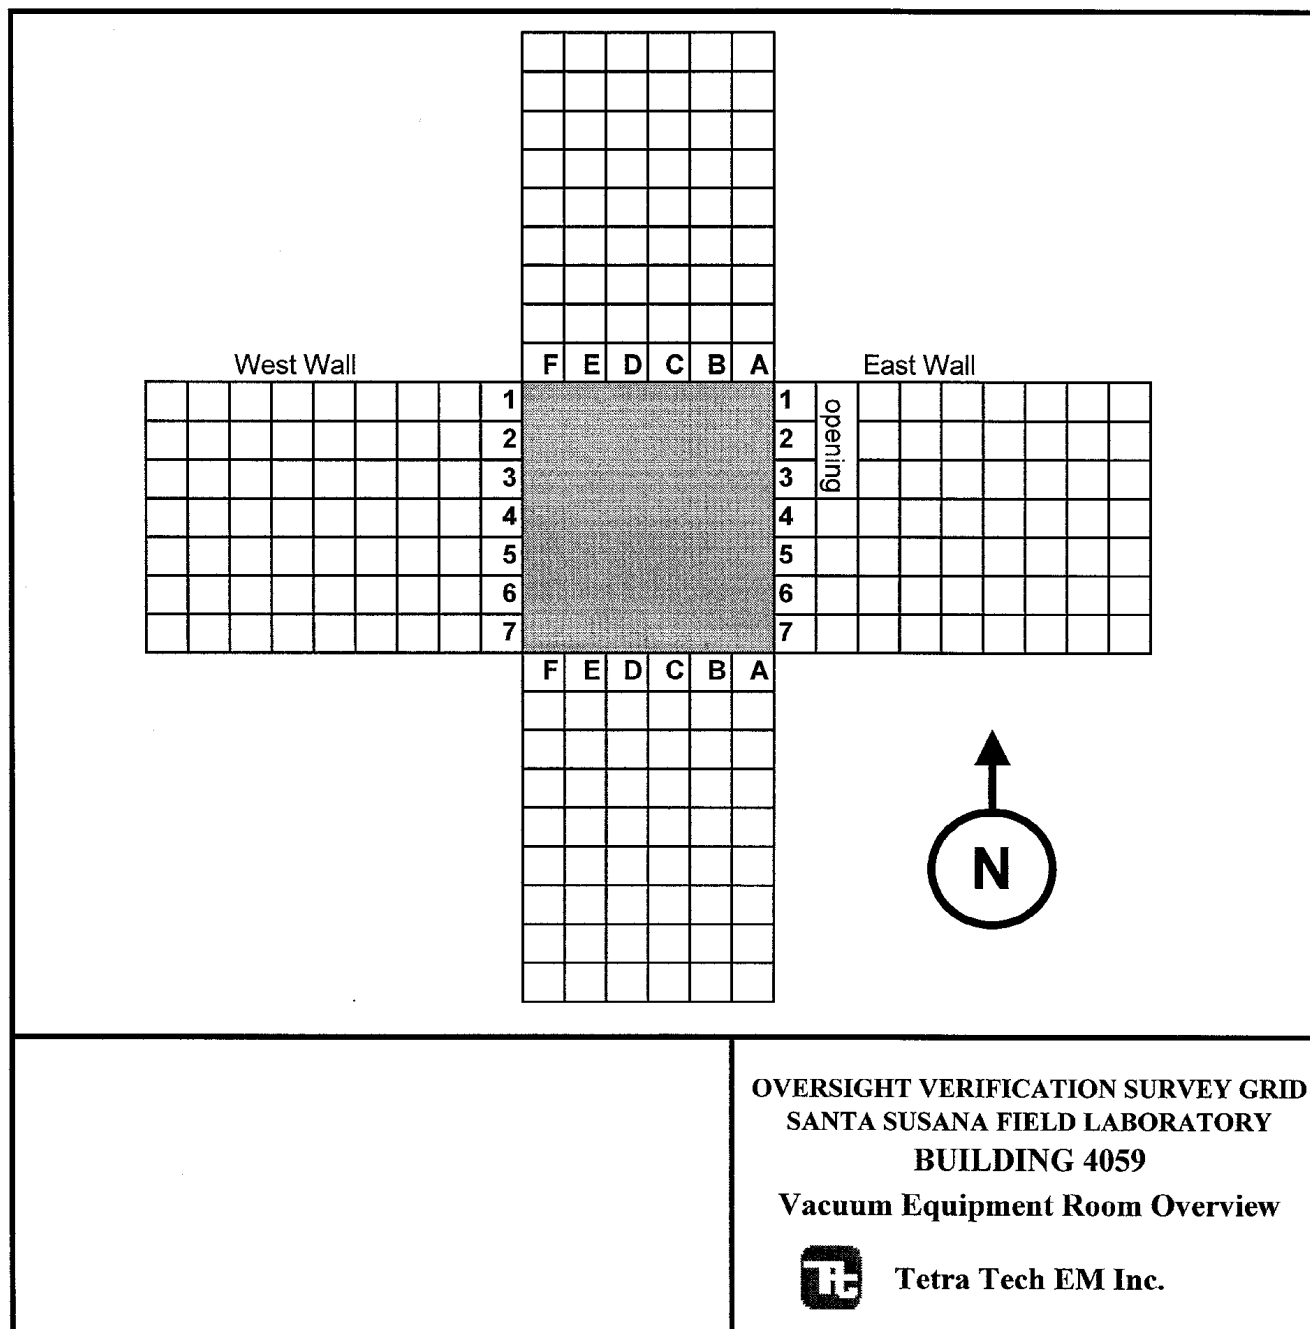 West Wall
F E D C B A
East Wall
1
2
3
4
5
6
7
1
2
3
4
5
6
7
opening
F E D C B A
N
OVERSIGHT VERIFICATION SURVEY GRID
SANTA SUSANA FIELD LABORATORY
BUILDING 4059
Vacuum Equipment Room Overview
Tt
Tetra Tech EM Inc.